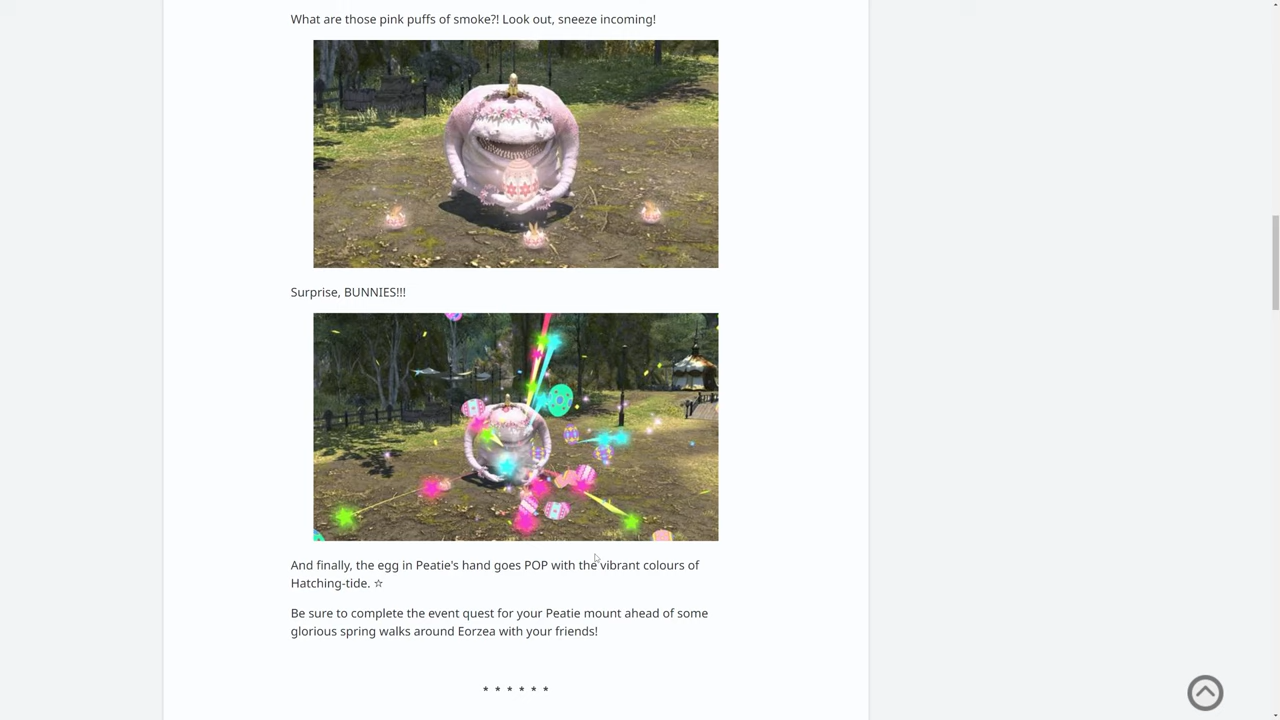 What are those pink puffs of smoke?! Look out, sneeze incoming!
Surprise, BUNNIES!!!
And finally, the egg in Peatie's hand goes POP with the vibrant colours of
Hatching-tide. ☆
Be sure to complete the event quest for your Peatie mount ahead of some
glorious spring walks around Eorzea with your friends!
* * * * * *